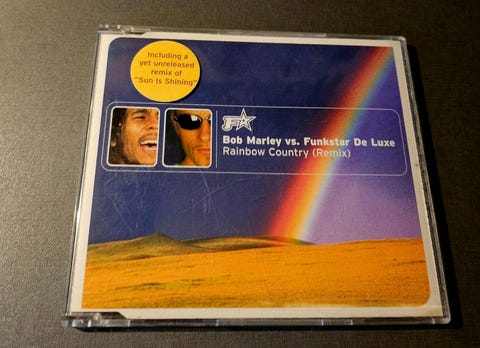 Including a
yet unreleased
remix of
"Sun Is Shining"
Bob Marley vs. Funkstar De Luxe
Rainbow Country (Remix)